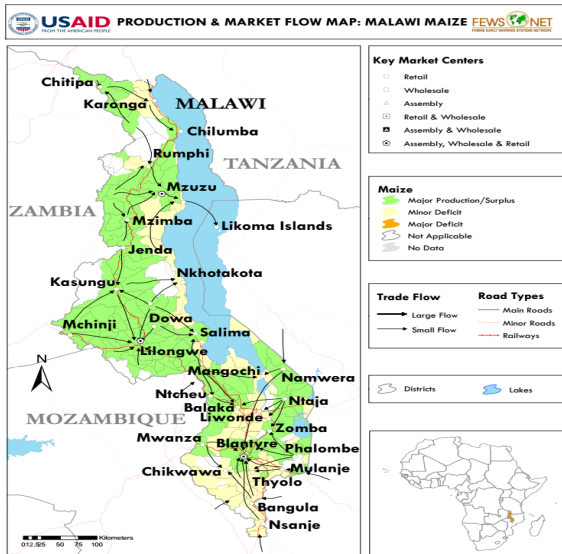 USAID
FROM THE AMERICAN PEOPLE
PRODUCTION & MARKET FLOW MAP: MALAWI MAIZE
FEWS NET
FAMINE EARLY WARNING SYSTEMS NETWORK
Chitipa
Karonga
MALAWI
Chilumba
TANZANIA
Rumphi
Mzuzu
ZAMBIA
Mzimba
Likoma Islands
Jenda
Nkhotakota
Kasungu
Dowa
Mchinji
Salima
Lilongwe
Mangochi
Namwera
N
Ntcheu
Ntaja
Balaka
MOZAMBIQUE
Liwonde
Zomba
Mwanza
Blantyre
Phalombe
Chikwawa
Mulanje
Thyolo
Bangula
Nsanje
0 12.5 25 50 75 100
Kilometers
Key Market Centers
Retail
Wholesale
Assembly
Retail & Wholesale
Assembly & Wholesale
Assembly, Wholesale & Retail
Maize
Major Production/Surplus
Minor Deficit
Major Deficit
Not Applicable
No Data
Trade Flow
Large Flow
Small Flow
Road Types
Main Roads
Minor Roads
Railways
Districts
Lakes